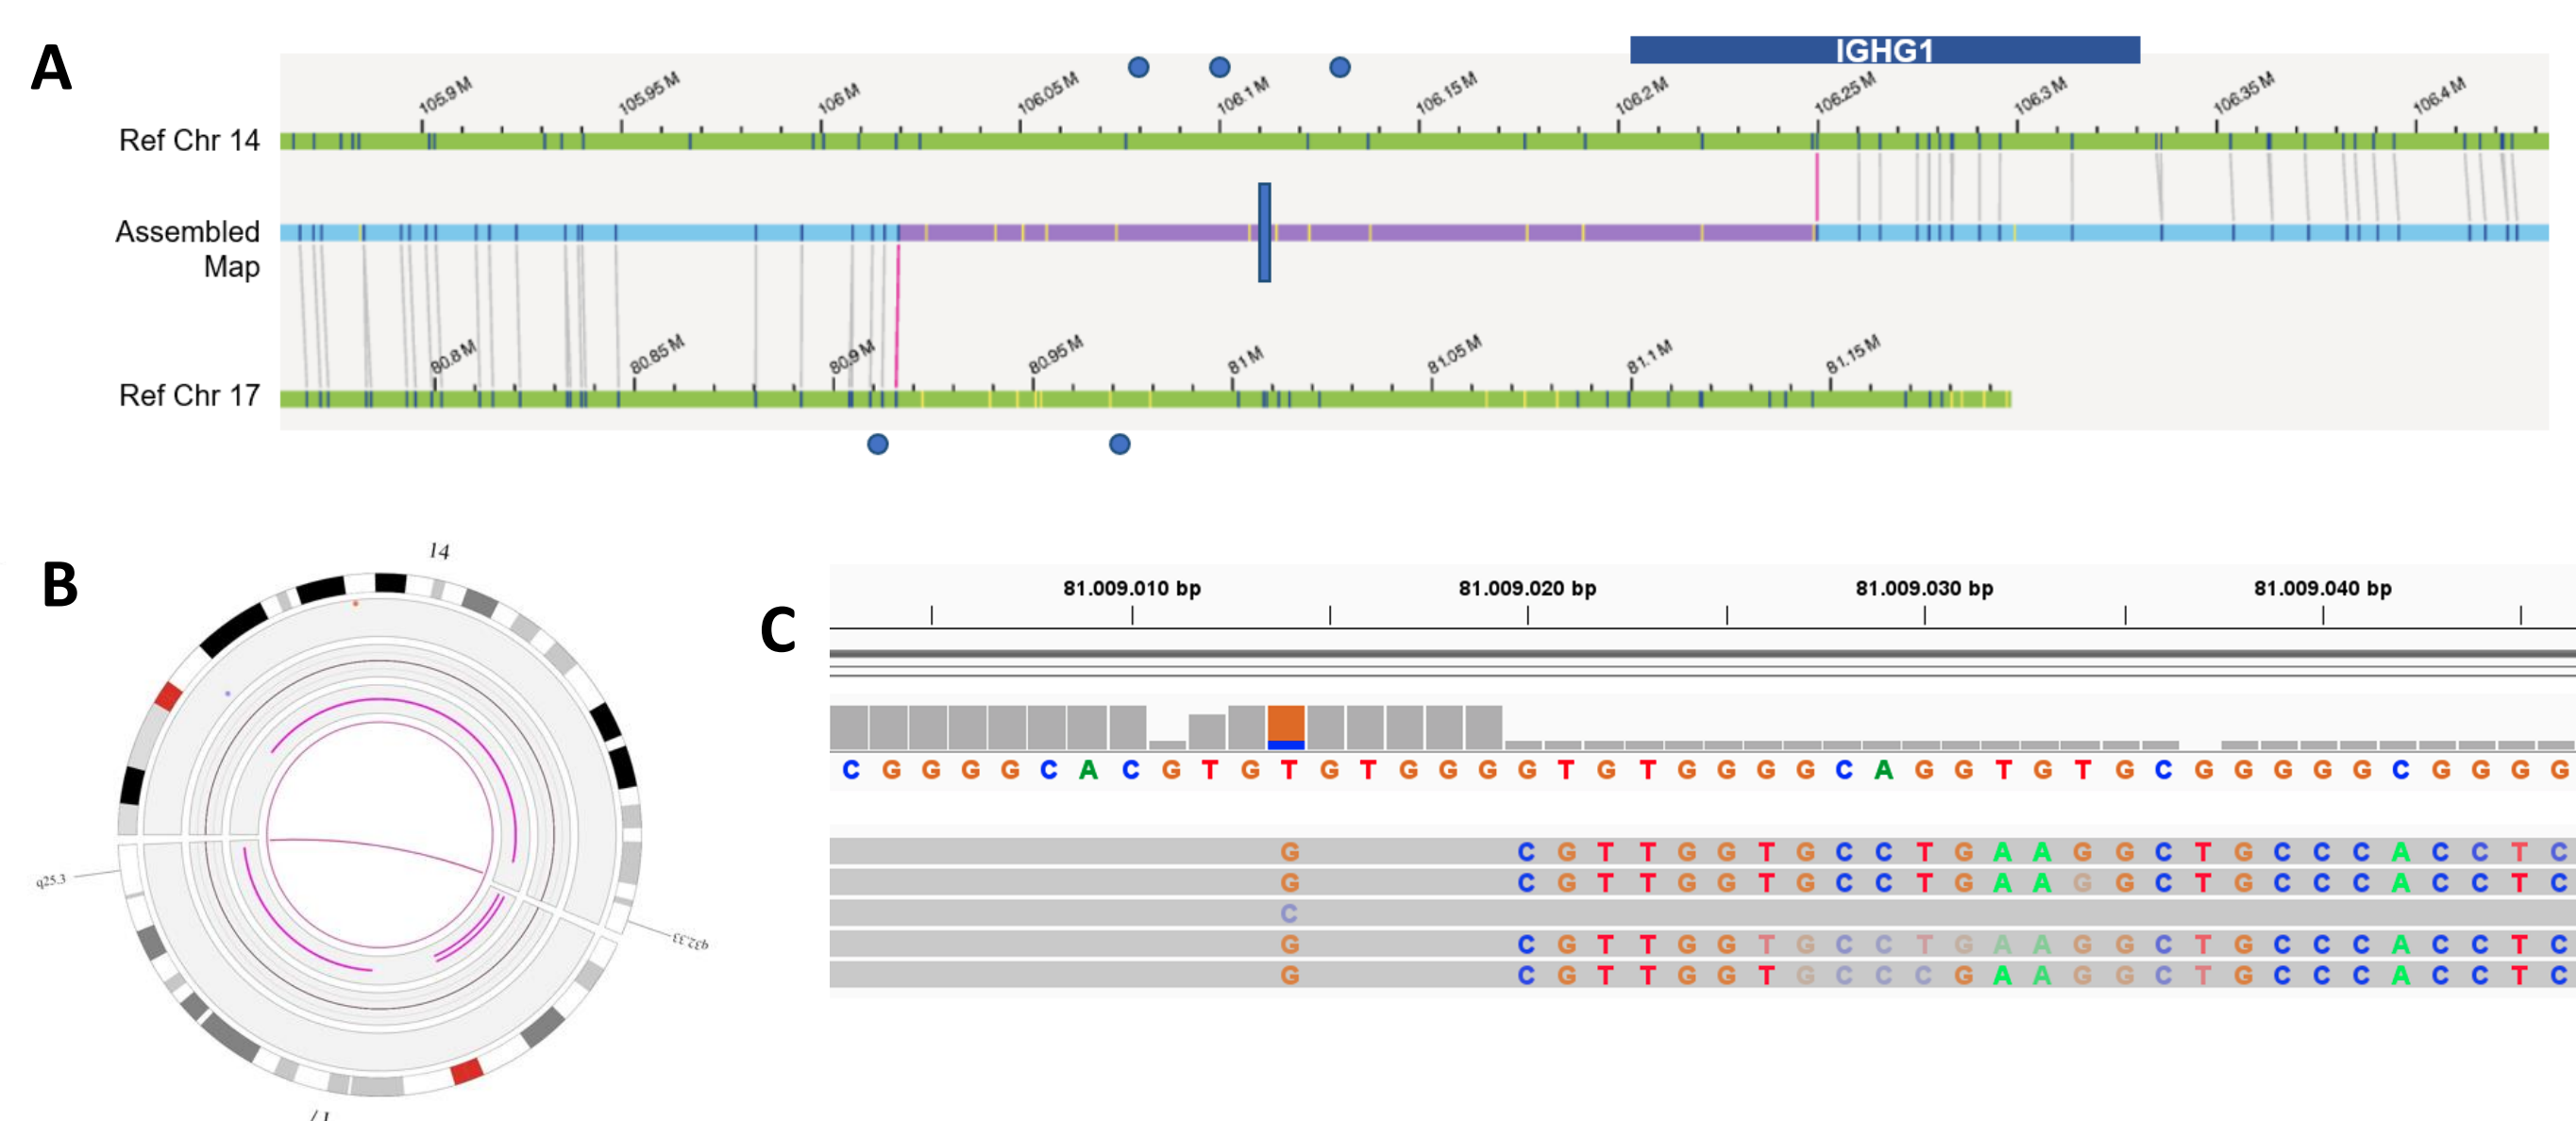 A
IGHG1
105.9 M 105.95 M 106 M 106.05 M 106.1 M 106.15 M 106.2 M 106.25 M 106.3 M 106.35 M 106.4 M
Ref Chr 14
Assembled
Map
80.8 M 80.85 M 80.9 M 80.95 M 81 M 81.05 M 81.1 M 81.15 M
Ref Chr 17
B
14
q25.3
q32.33
C
81.009.010 bp 81.009.020 bp 81.009.030 bp 81.009.040 bp
C G G G G C A C G T G T G T G G G G T G T G G G G C A G G T G T G C G G G G G C G G G G
G C G T T G G T G C C T G A A G G C T G C C C A C C T C
G C G T T G G T G C C T G A A G G C T G C C C A C C T C
C
G C G T T G G T G C C T G A A G G C T G C C C A C C T C
G C G T T G G T G C C C G A A G G C T G C C C A C C T C